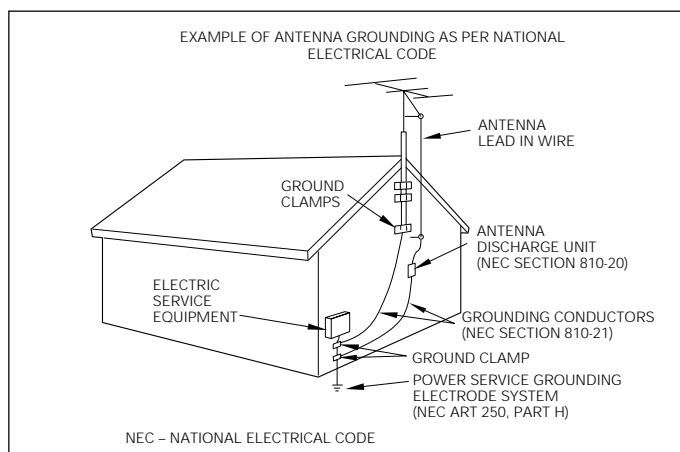 EXAMPLE OF ANTENNA GROUNDING AS PER NATIONAL
ELECTRICAL CODE
ANTENNA
LEAD IN WIRE
GROUND
CLAMPS
ANTENNA
DISCHARGE UNIT
(NEC SECTION 810-20)
ELECTRIC
SERVICE
EQUIPMENT
GROUNDING CONDUCTORS
(NEC SECTION 810-21)
GROUND CLAMP
POWER SERVICE GROUNDING
ELECTRODE SYSTEM
(NEC ART 250, PART H)
NEC – NATIONAL ELECTRICAL CODE